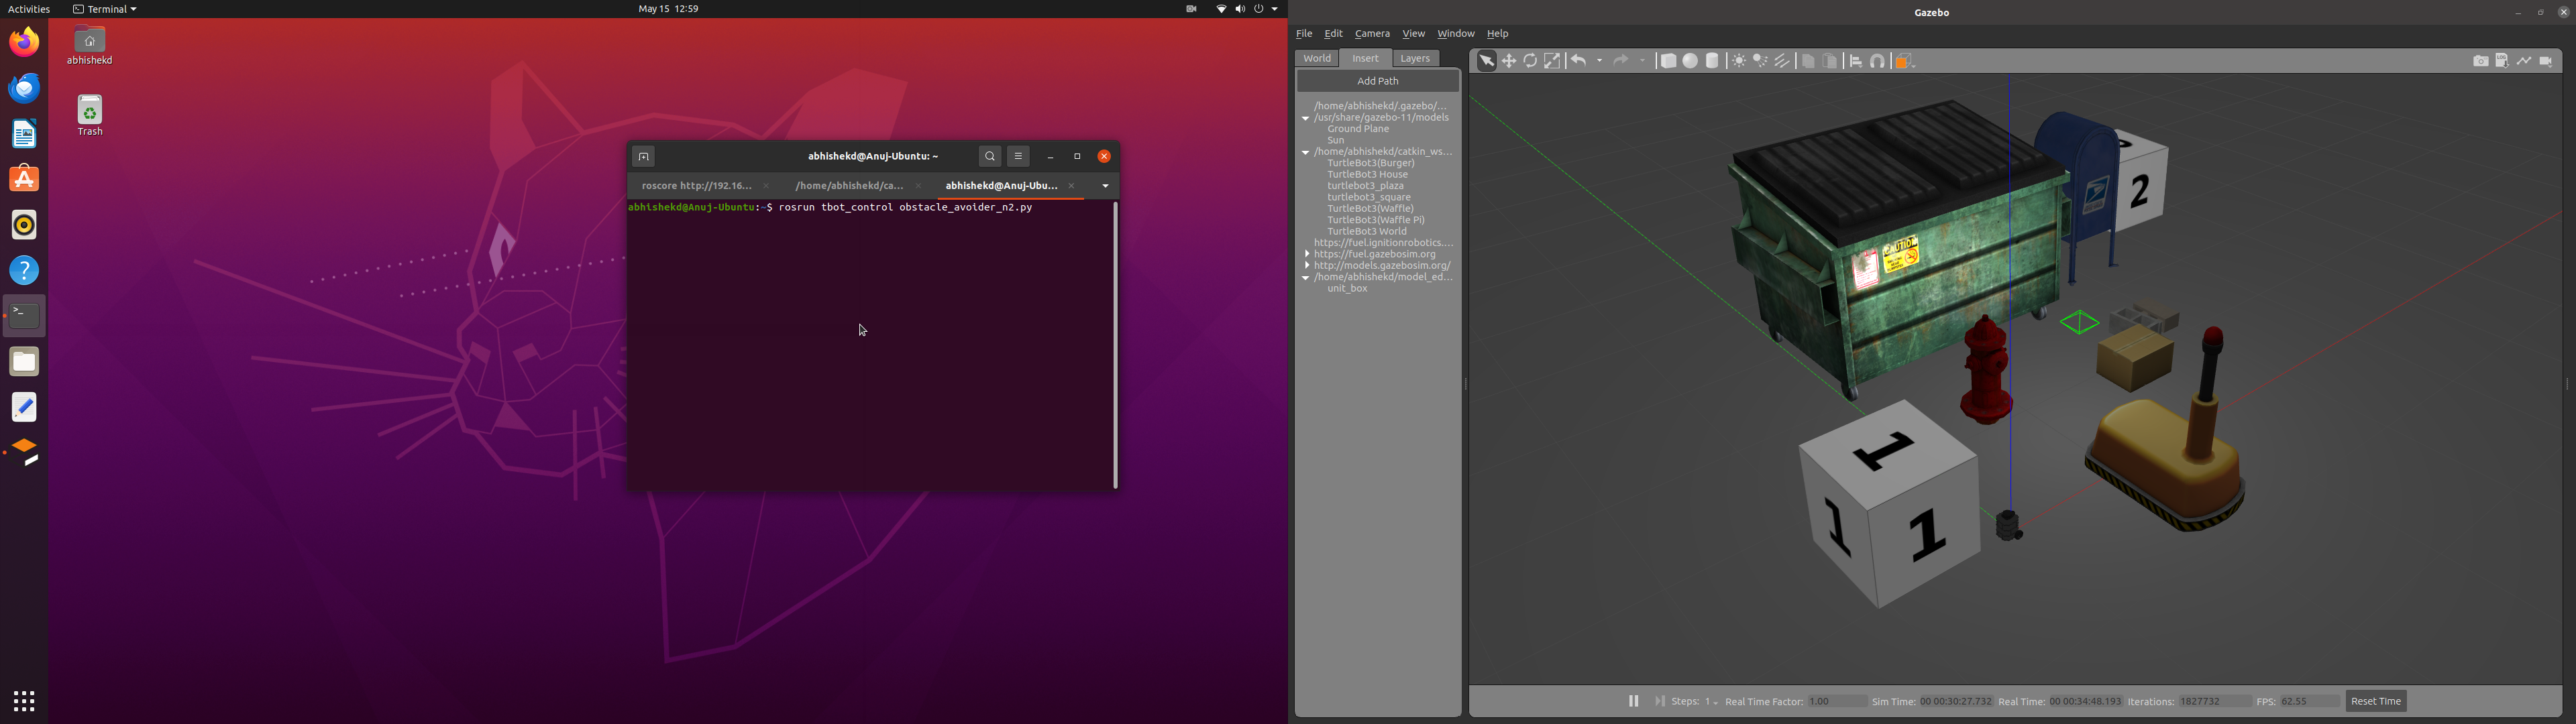 Activities
Terminal
May 15 12:59
abhishekd
Trash
abhishekd@Anuj-Ubuntu: ~
roscore http://192.16...
/home/abhishekd/ca...
abhishekd@Anuj-Ubu...
abhishekd@Anuj-Ubuntu:~$ rosrun tbot_control obstacle_avoider_n2.py
Gazebo
File Edit Camera View Window Help
World Insert Layers
Add Path
/home/abhishekd/.gazebo/...
/usr/share/gazebo-11/models
Ground Plane
Sun
/home/abhishekd/catkin_ws...
TurtleBot3(Burger)
TurtleBot3 House
turtlebot3_plaza
turtlebot3_square
TurtleBot3(Waffle)
TurtleBot3(Waffle Pi)
TurtleBot3 World
https://fuel.ignitionrobotics....
https://fuel.gazebosim.org
http://models.gazebosim.org/
/home/abhishekd/model_ed...
unit_box
2
CAUTION
1
1
1
Steps: 1
Real Time Factor: 1.00
Sim Time: 00 00:30:27.732
Real Time: 00 00:34:48.193
Iterations: 1827732
FPS: 62.55
Reset Time